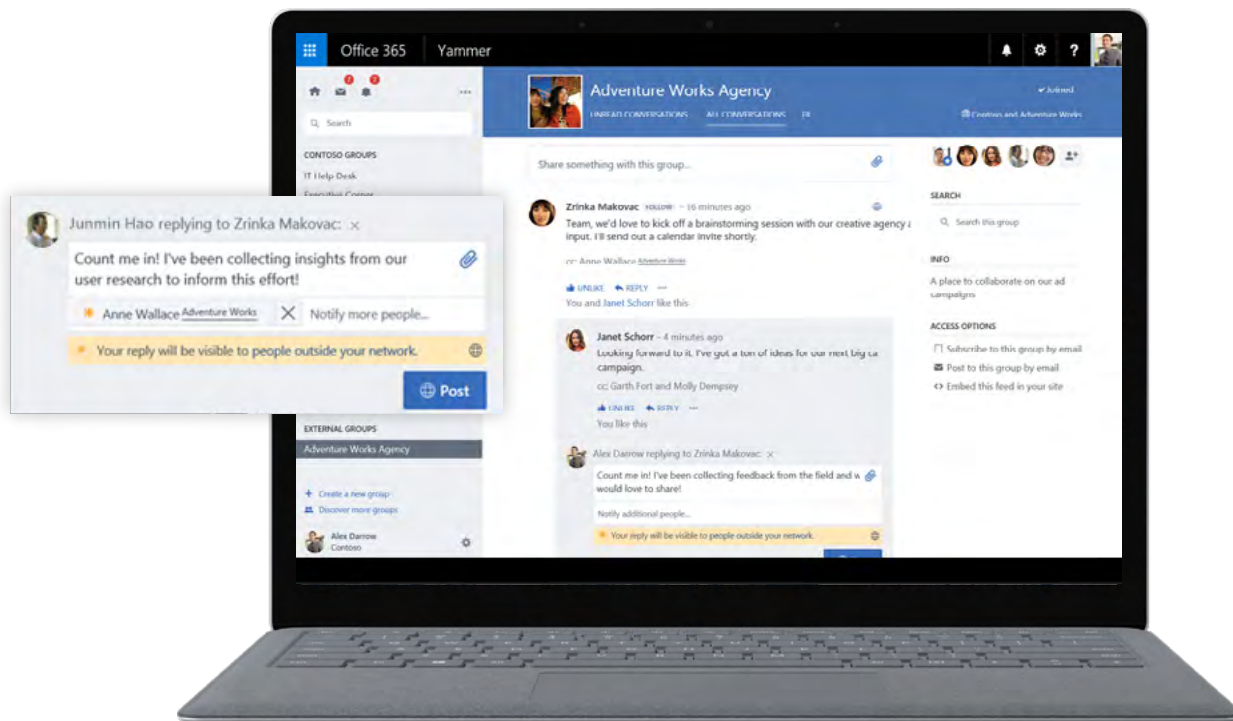 Office 365
Yammer
?
2
2
Search
CONTOSO GROUPS
IT Help Desk
Executive Corner
EXTERNAL GROUPS
Adventure Works Agency
+ Create a new group
Discover more groups
Alex Darrow
Contoso
Adventure Works Agency
UNREAD CONVERSATIONS ALL CONVERSATIONS
Joined
Contoso and Adventure Works
Share something with this group...
Zrinka Makovac FOLLOW – 16 minutes ago
Team, we'd love to kick off a brainstorming session with our creative agency
input. I'll send out a calendar invite shortly.
cc: Anne Wallace Adventure Works
UNLIKE REPLY ...
You and Janet Schorr like this
Janet Schorr – 4 minutes ago
Looking forward to it. I've got a ton of ideas for our next big ca
campaign.
cc: Garth Fort and Molly Dempsey
UNLIKE REPLY ...
You like this
Alex Darrow replying to Zrinka Makovac: ×
Count me in! I've been collecting feedback from the field and w
would love to share!
Notify additional people...
Your reply will be visible to people outside your network.
SEARCH
Search this group
INFO
A place to collaborate on our ad
campaigns
ACCESS OPTIONS
Subscribe to this group by email
Post to this group by email
<> Embed this feed in your site
Junmin Hao replying to Zrinka Makovac: ×
Count me in! I've been collecting insights from our
user research to inform this effort!
Anne Wallace Adventure Works × Notify more people...
Your reply will be visible to people outside your network.
Post